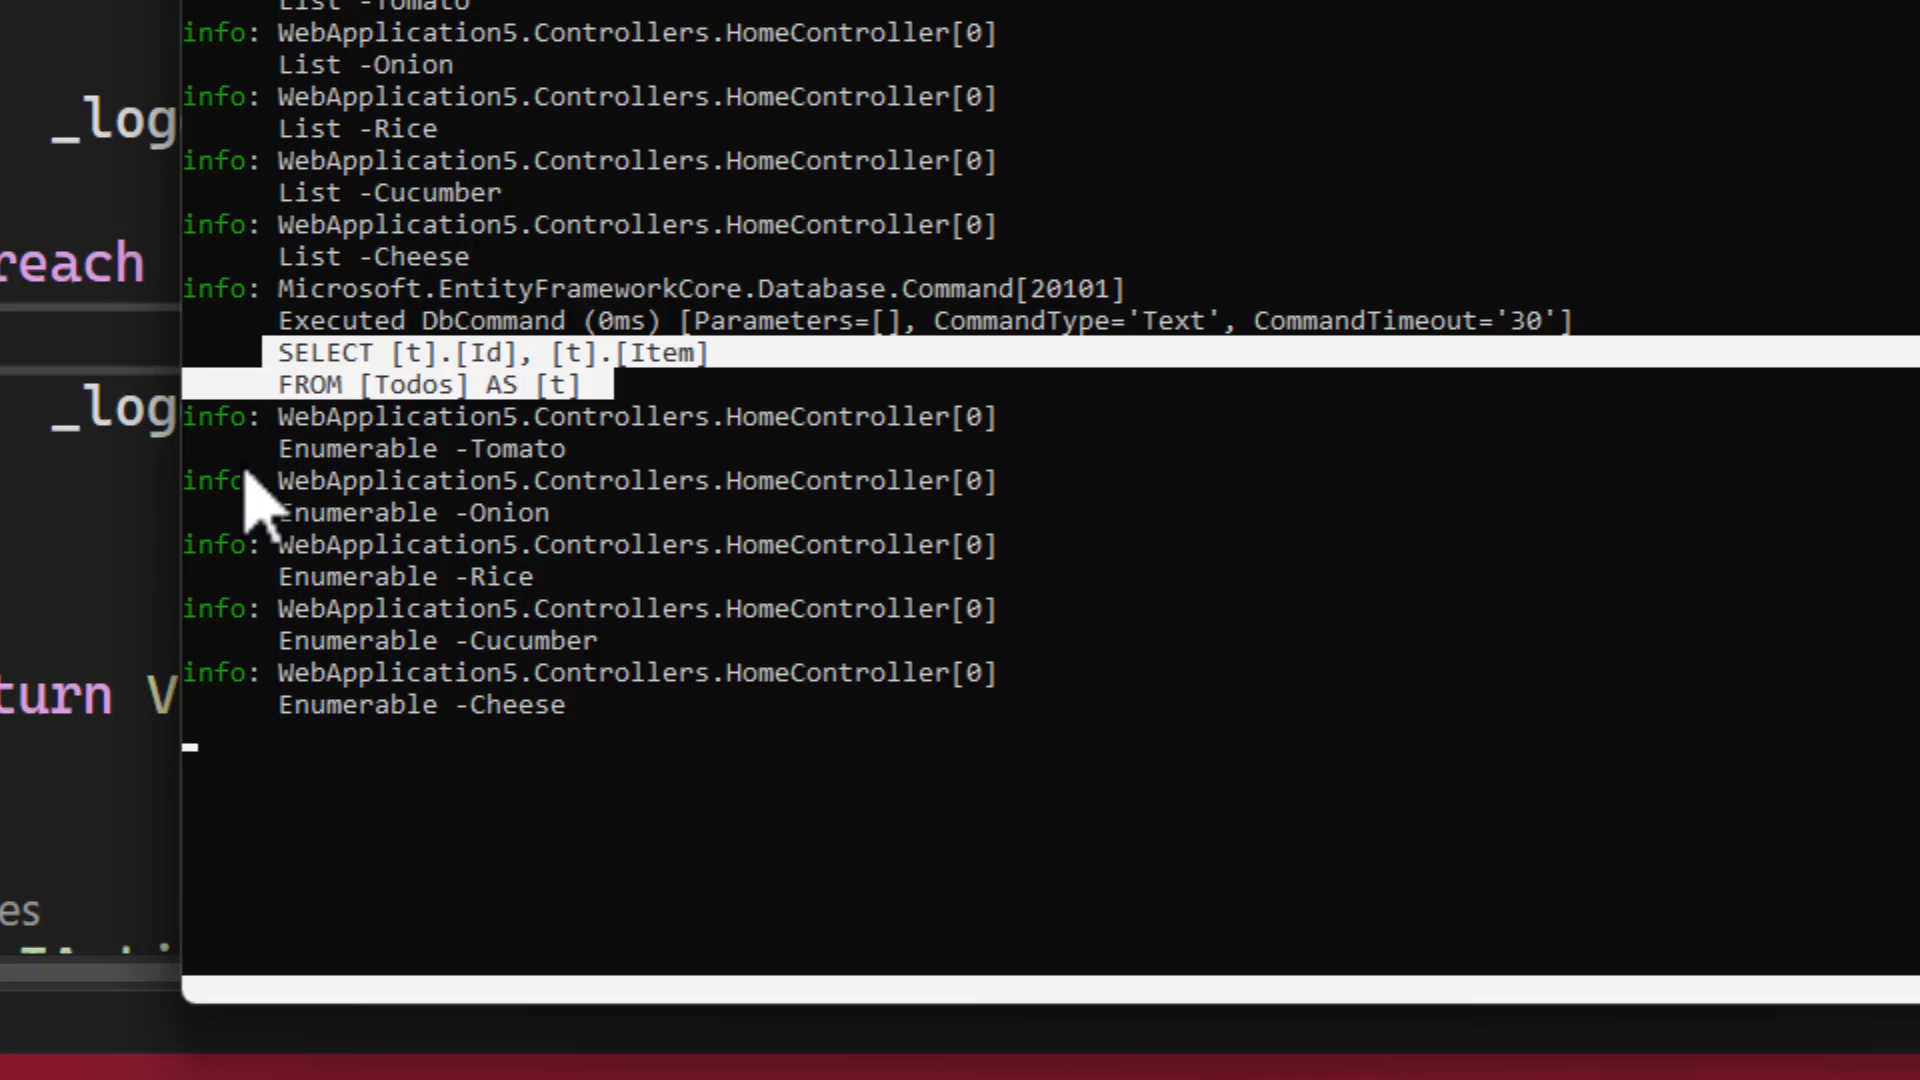 List -Tomato
info: WebApplication5.Controllers.HomeController[0]
List -Onion
info: WebApplication5.Controllers.HomeController[0]
_log
List -Rice
info: WebApplication5.Controllers.HomeController[0]
List -Cucumber
info: WebApplication5.Controllers.HomeController[0]
reach
List -Cheese
info: Microsoft.EntityFrameworkCore.Database.Command[20101]
Executed DbCommand (0ms) [Parameters=[], CommandType='Text', CommandTimeout='30']
SELECT [t].[Id], [t].[Item]
FROM [Todos] AS [t]
_log
info: WebApplication5.Controllers.HomeController[0]
Enumerable -Tomato
info WebApplication5.Controllers.HomeController[0]
Enumerable -Onion
info: WebApplication5.Controllers.HomeController[0]
Enumerable -Rice
info: WebApplication5.Controllers.HomeController[0]
Enumerable -Cucumber
info: WebApplication5.Controllers.HomeController[0]
turn V
Enumerable -Cheese
es